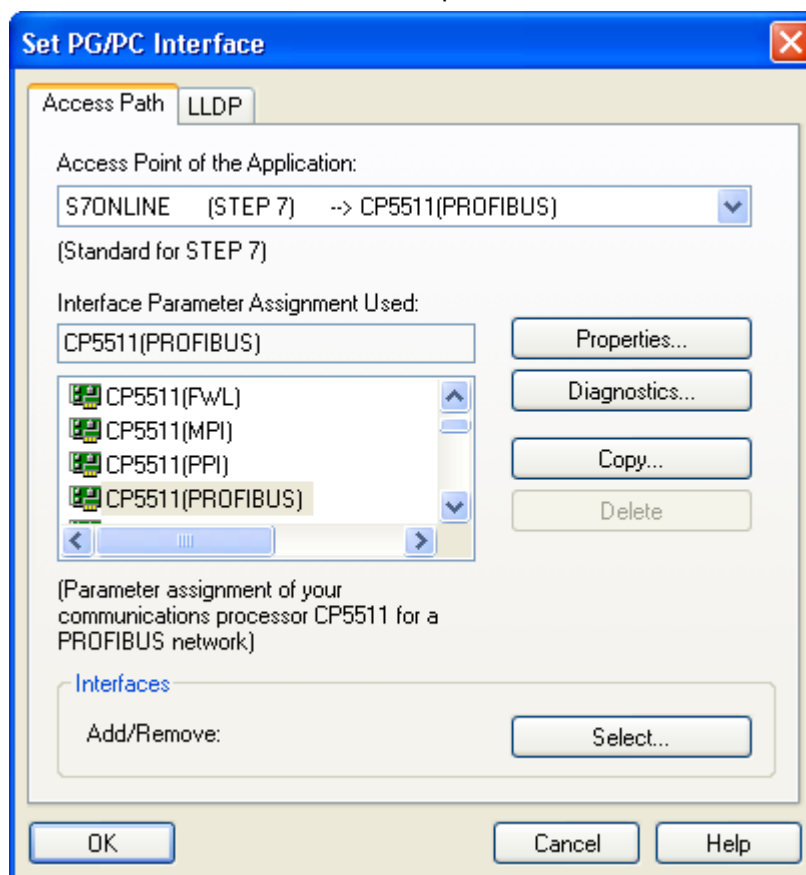 Set PG/PC Interface
Access Path LLDP
Access Point of the Application:
S7ONLINE (STEP 7) --> CP5511(PROFIBUS)
(Standard for STEP 7)
Interface Parameter Assignment Used:
CP5511(PROFIBUS)
Properties...
CP5511(FWL)
Diagnostics...
CP5511(MPI)
CP5511(PPI)
Copy...
CP5511(PROFIBUS)
Delete
(Parameter assignment of your
communications processor CP5511 for a
PROFIBUS network)
Interfaces
Add/Remove:
Select...
OK Cancel Help